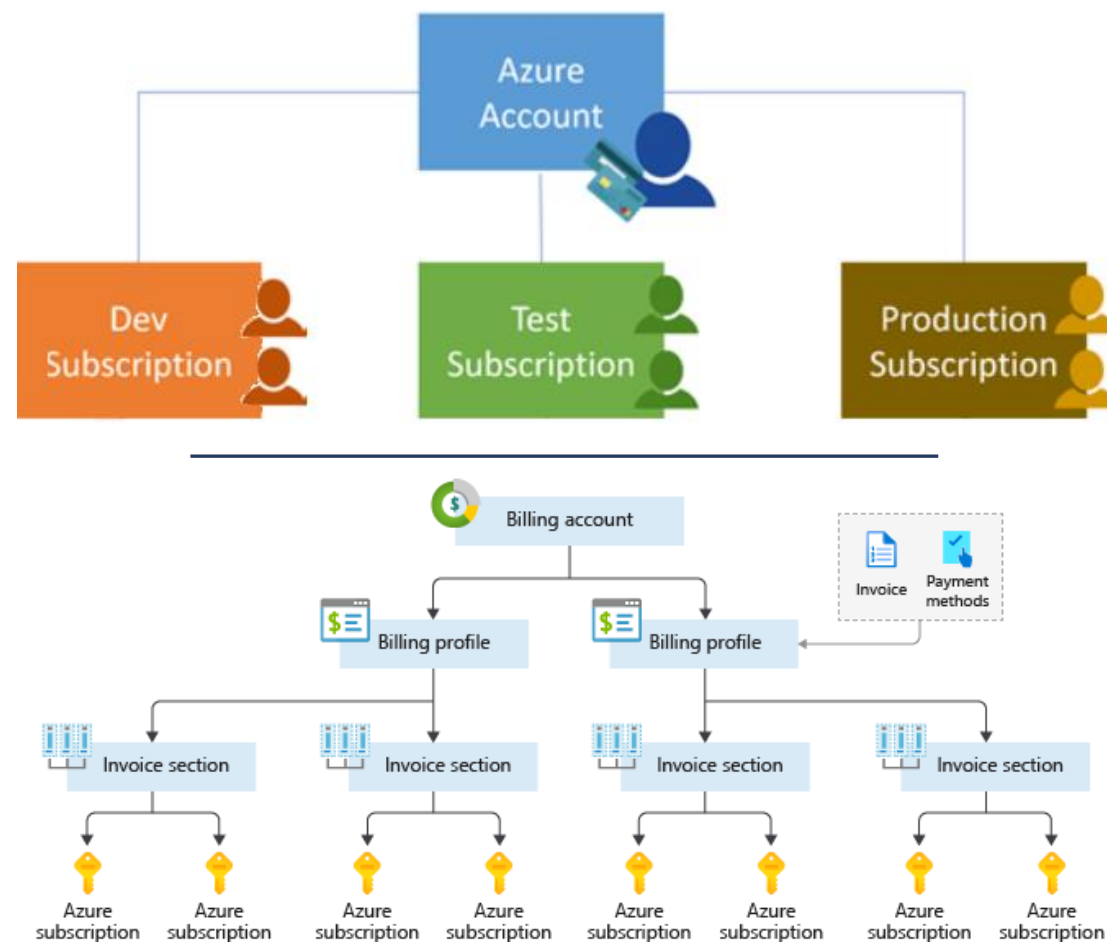 Azure
Account
Dev
Subscription
Test
Subscription
Production
Subscription
Billing account
Invoice
Payment
methods
Billing profile
Billing profile
Invoice section
Invoice section
Invoice section
Invoice section
Azure
subscription
Azure
subscription
Azure
subscription
Azure
subscription
Azure
subscription
Azure
subscription
Azure
subscription
Azure
subscription